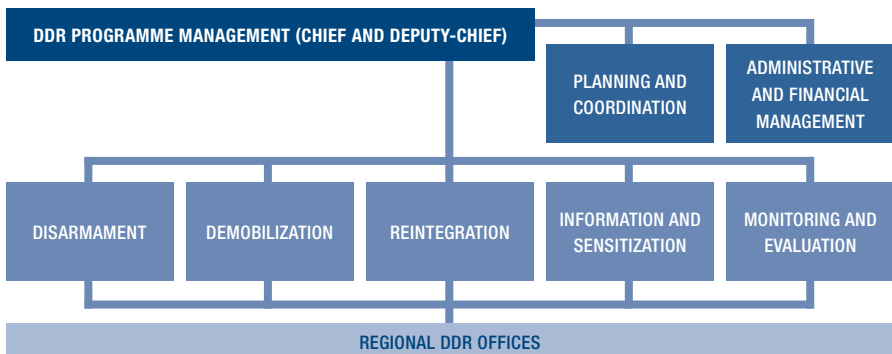 DDR PROGRAMME MANAGEMENT (CHIEF AND DEPUTY-CHIEF)
PLANNING AND
COORDINATION
ADMINISTRATIVE
AND FINANCIAL
MANAGEMENT
DISARMAMENT
DEMOBILIZATION
REINTEGRATION
INFORMATION AND
SENSITIZATION
MONITORING AND
EVALUATION
REGIONAL DDR OFFICES